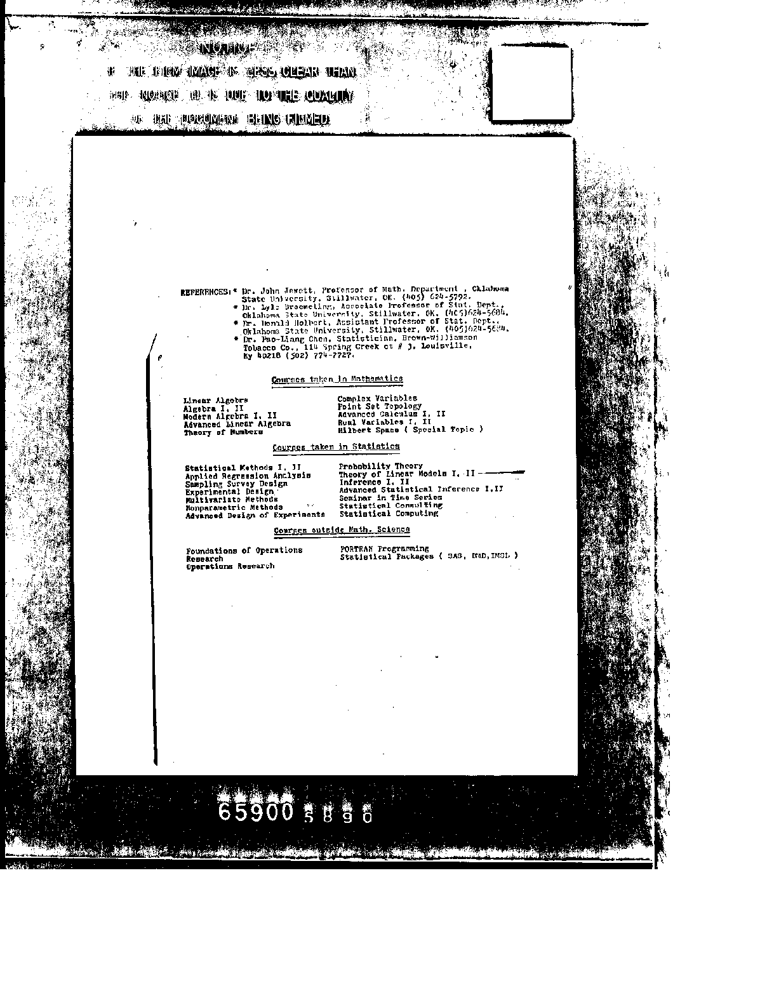 NOTICE
IF THE FILM IMAGE IS LESS CLEAR THAN
THIS NOTICE IT IS DUE TO THE QUALITY
OF THE DOCUMENT BEING FILMED
REFERENCES:* Dr. John Jewett, Professor of Math. Department , Oklahoma
State University, Stillwater, OK. (405) 624-5792.
* Dr. Lyle Broemeling, Associate Professor of Stat. Dept.,
Oklahoma State University, Stillwater, OK. (405)624-5684.
* Dr. Donald Holbert, Assistant Professor of Stat. Dept.,
Oklahoma State University, Stillwater, OK.
* Dr. Pao-Liang Chen, Statistician, Brown-Williamson
Tobacco Co., 114 Spring Creek ct # 3, Louisville,
Ky 40218 (502) 774-7727.
Courses taken in Mathematics
Linear Algebra
Algebra I, II
Modern Algebra I, II
Advanced Linear Algebra
Theory of Numbers
Complex Variables
Point Set Topology
Advanced Calculus I, II
Real Variables I, II
Hilbert Space ( Special Topic )
Courses taken in Statistics
Statistical Methods I, II
Applied Regression Anclysis
Sampling Survey Design
Experimental Design
Multivariate Methods
Nonparametric Methods
Advanced Design of Experiments
Probability Theory
Theory of Linear Models I, II
Inference I, II
Advanced Statistical Inference I,II
Seminar in Time Series
Statistical Consulting
Statistical Computing
Courses outside Math. Science
Foundations of Operations
Research
Operations Research
FORTRAN Programming
Statistical Packages ( SAS, BMD,IMSL )
65900 5890